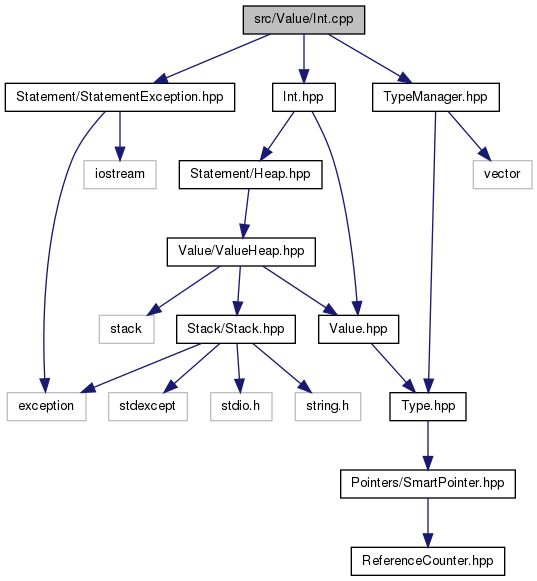 src/Value/Int.cpp
Statement/StatementException.hpp
Int.hpp
TypeManager.hpp
iostream
Statement/Heap.hpp
vector
Value/ValueHeap.hpp
stack
Stack/Stack.hpp
Value.hpp
exception
stdexcept
stdio.h
string.h
Type.hpp
Pointers/SmartPointer.hpp
ReferenceCounter.hpp